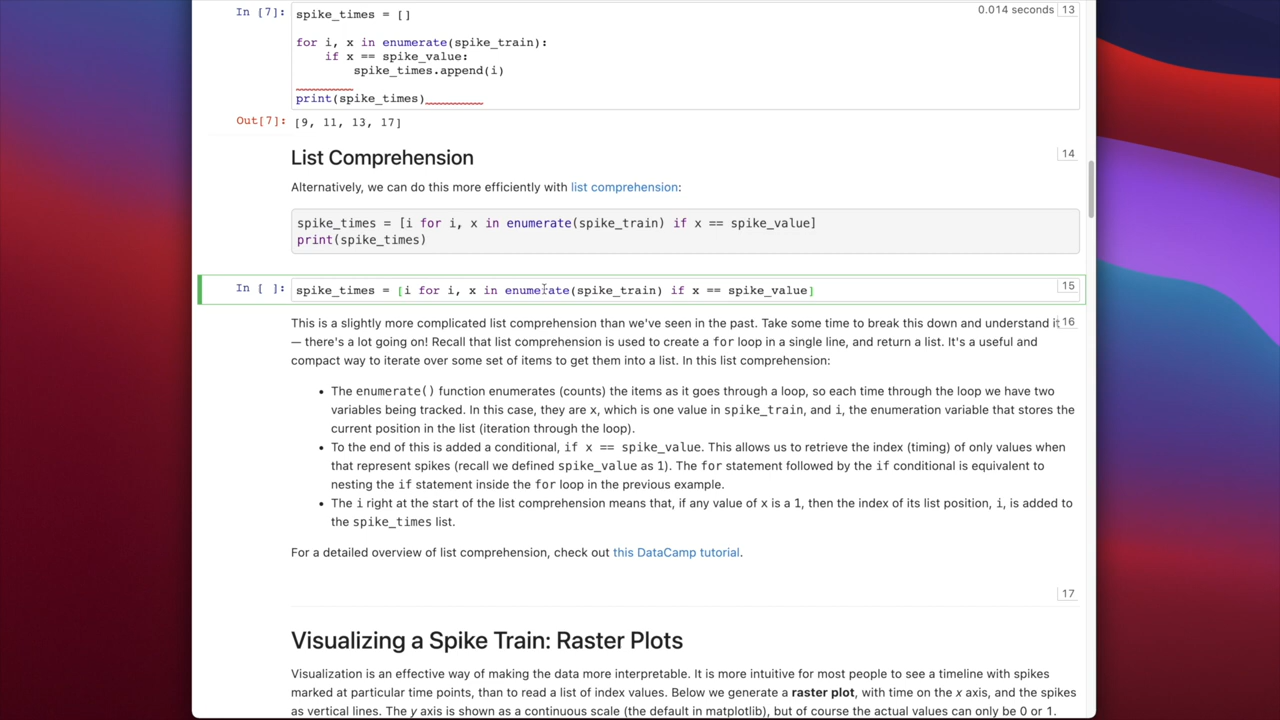 In [7]: spike_times = [] 0.014 seconds 13
for i, x in enumerate(spike_train):
if x == spike_value:
spike_times.append(i)
print(spike_times)
Out[7]: [9, 11, 13, 17]
List Comprehension 14
Alternatively, we can do this more efficiently with list comprehension:
spike_times = [i for i, x in enumerate(spike_train) if x == spike_value]
print(spike_times)
In [ ]: spike_times = [i for i, x in enumerate(spike_train) if x == spike_value] 15
This is a slightly more complicated list comprehension than we've seen in the past. Take some time to break this down and understand it 16
— there's a lot going on! Recall that list comprehension is used to create a for loop in a single line, and return a list. It's a useful and
compact way to iterate over some set of items to get them into a list. In this list comprehension:
• The enumerate() function enumerates (counts) the items as it goes through a loop, so each time through the loop we have two
variables being tracked. In this case, they are x, which is one value in spike_train, and i, the enumeration variable that stores the
current position in the list (iteration through the loop).
• To the end of this is added a conditional, if x == spike_value. This allows us to retrieve the index (timing) of only values when
that represent spikes (recall we defined spike_value as 1). The for statement followed by the if conditional is equivalent to
nesting the if statement inside the for loop in the previous example.
• The i right at the start of the list comprehension means that, if any value of x is a 1, then the index of its list position, i, is added to
the spike_times list.
For a detailed overview of list comprehension, check out this DataCamp tutorial.
17
Visualizing a Spike Train: Raster Plots
Visualization is an effective way of making the data more interpretable. It is more intuitive for most people to see a timeline with spikes
marked at particular time points, than to read a list of index values. Below we generate a raster plot, with time on the x axis, and the spikes
as vertical lines. The y axis is shown as a continuous scale (the default in matplotlib), but of course the actual values can only be 0 or 1.